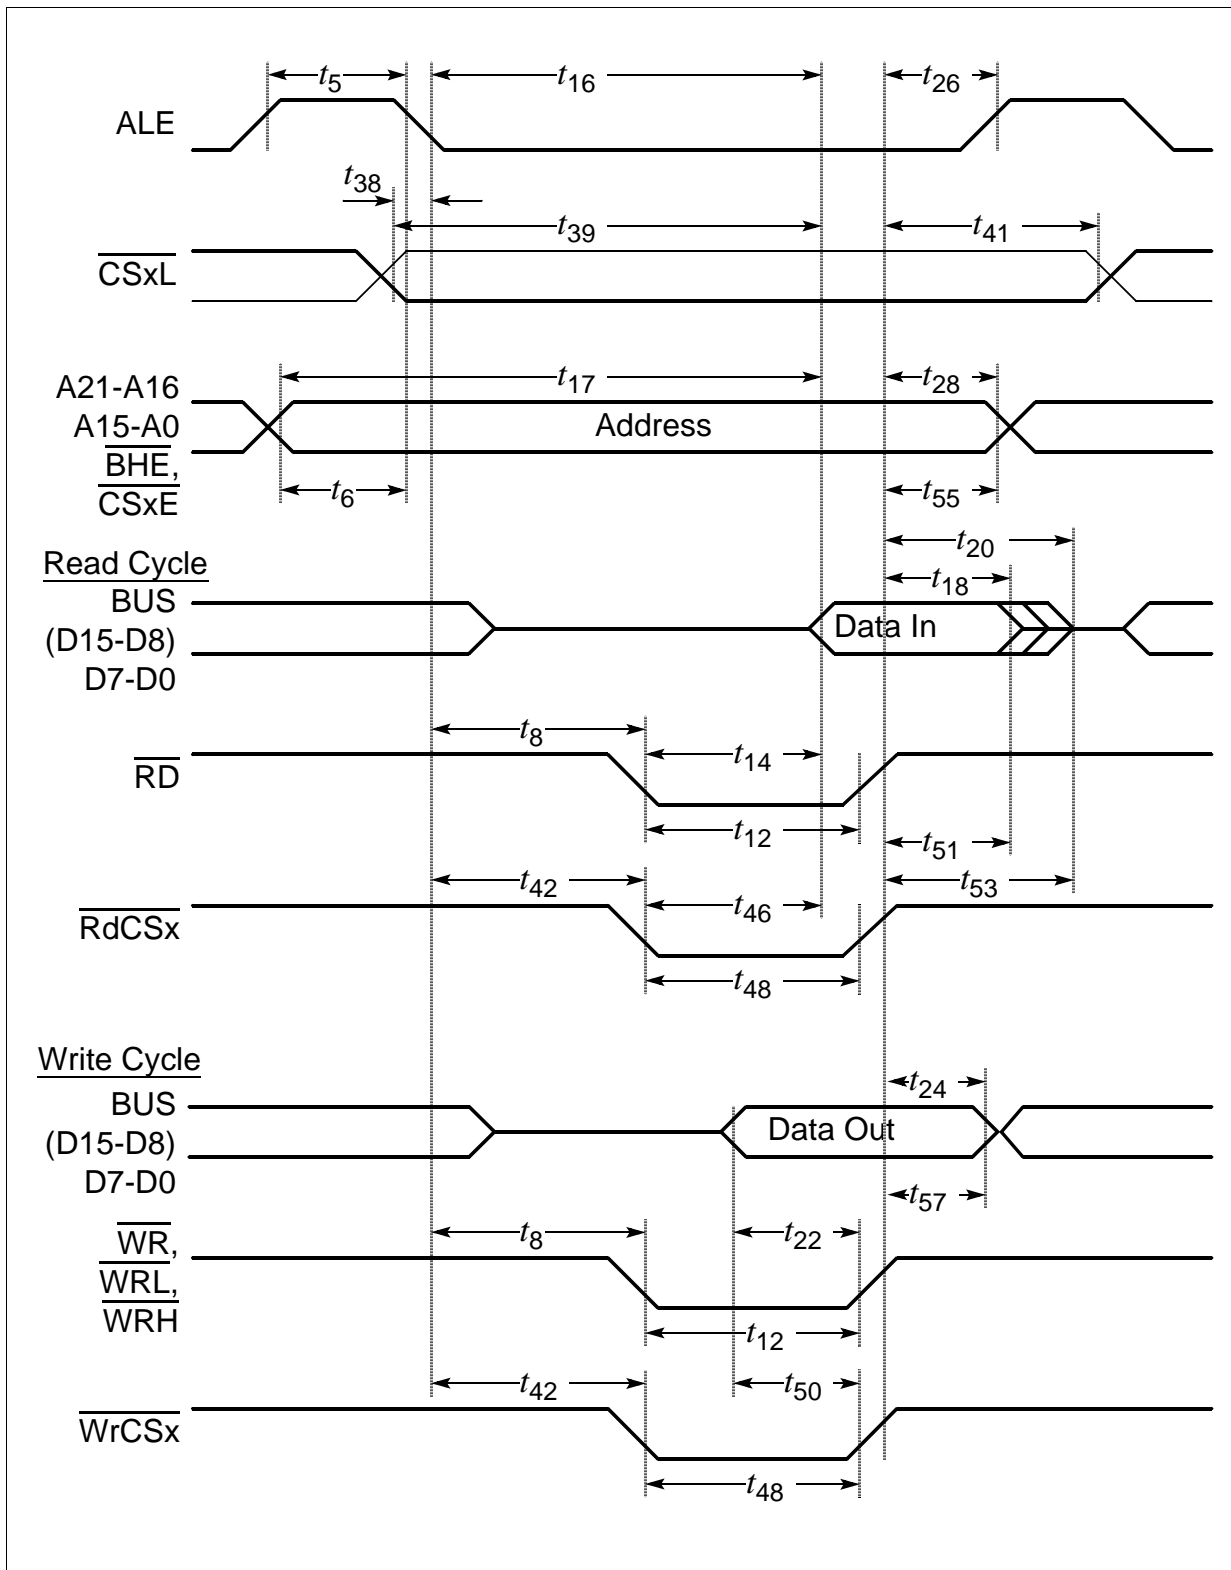 t5 t16 t26
ALE
t38
t39 t41
CSxL
A21-A16 t17 t28
A15-A0 Address
BHE,
CSxE t6 t55
t20
Read Cycle
BUS t18
(D15-D8) Data In
D7-D0
t8
RD t14
t12 t51
t42 t53
RdCSx t46
t48
Write Cycle
BUS t24
(D15-D8) Data Out
D7-D0 t57
WR, t8 t22
WRL,
WRH t12
t42 t50
WrCSx
t48